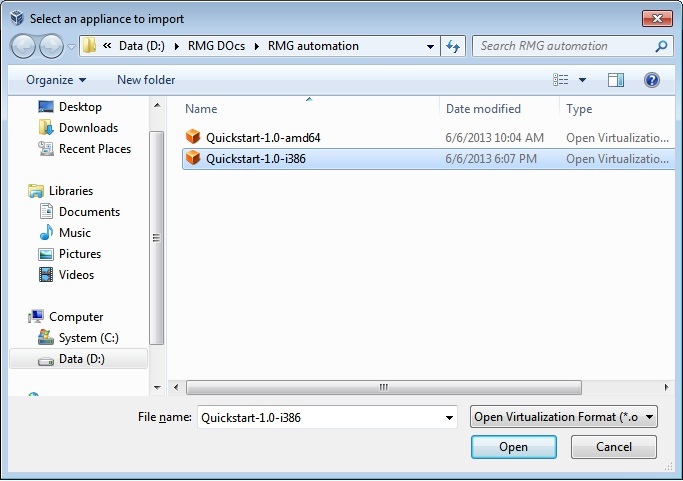 Select an appliance to import
« Data (D:) RMG DOcs RMG automation Search RMG automation
Organize New folder
Name Date modified Type
Desktop
Downloads
Recent Places
Libraries
Documents
Music
Pictures
Videos
Computer
System (C:)
Data (D:)
Quickstart-1.0-amd64 6/6/2013 10:04 AM Open Virtualizatio...
Quickstart-1.0-i386 6/6/2013 6:07 PM Open Virtualizatio...
File name: Quickstart-1.0-i386 Open Virtualization Format (*.o
Open Cancel